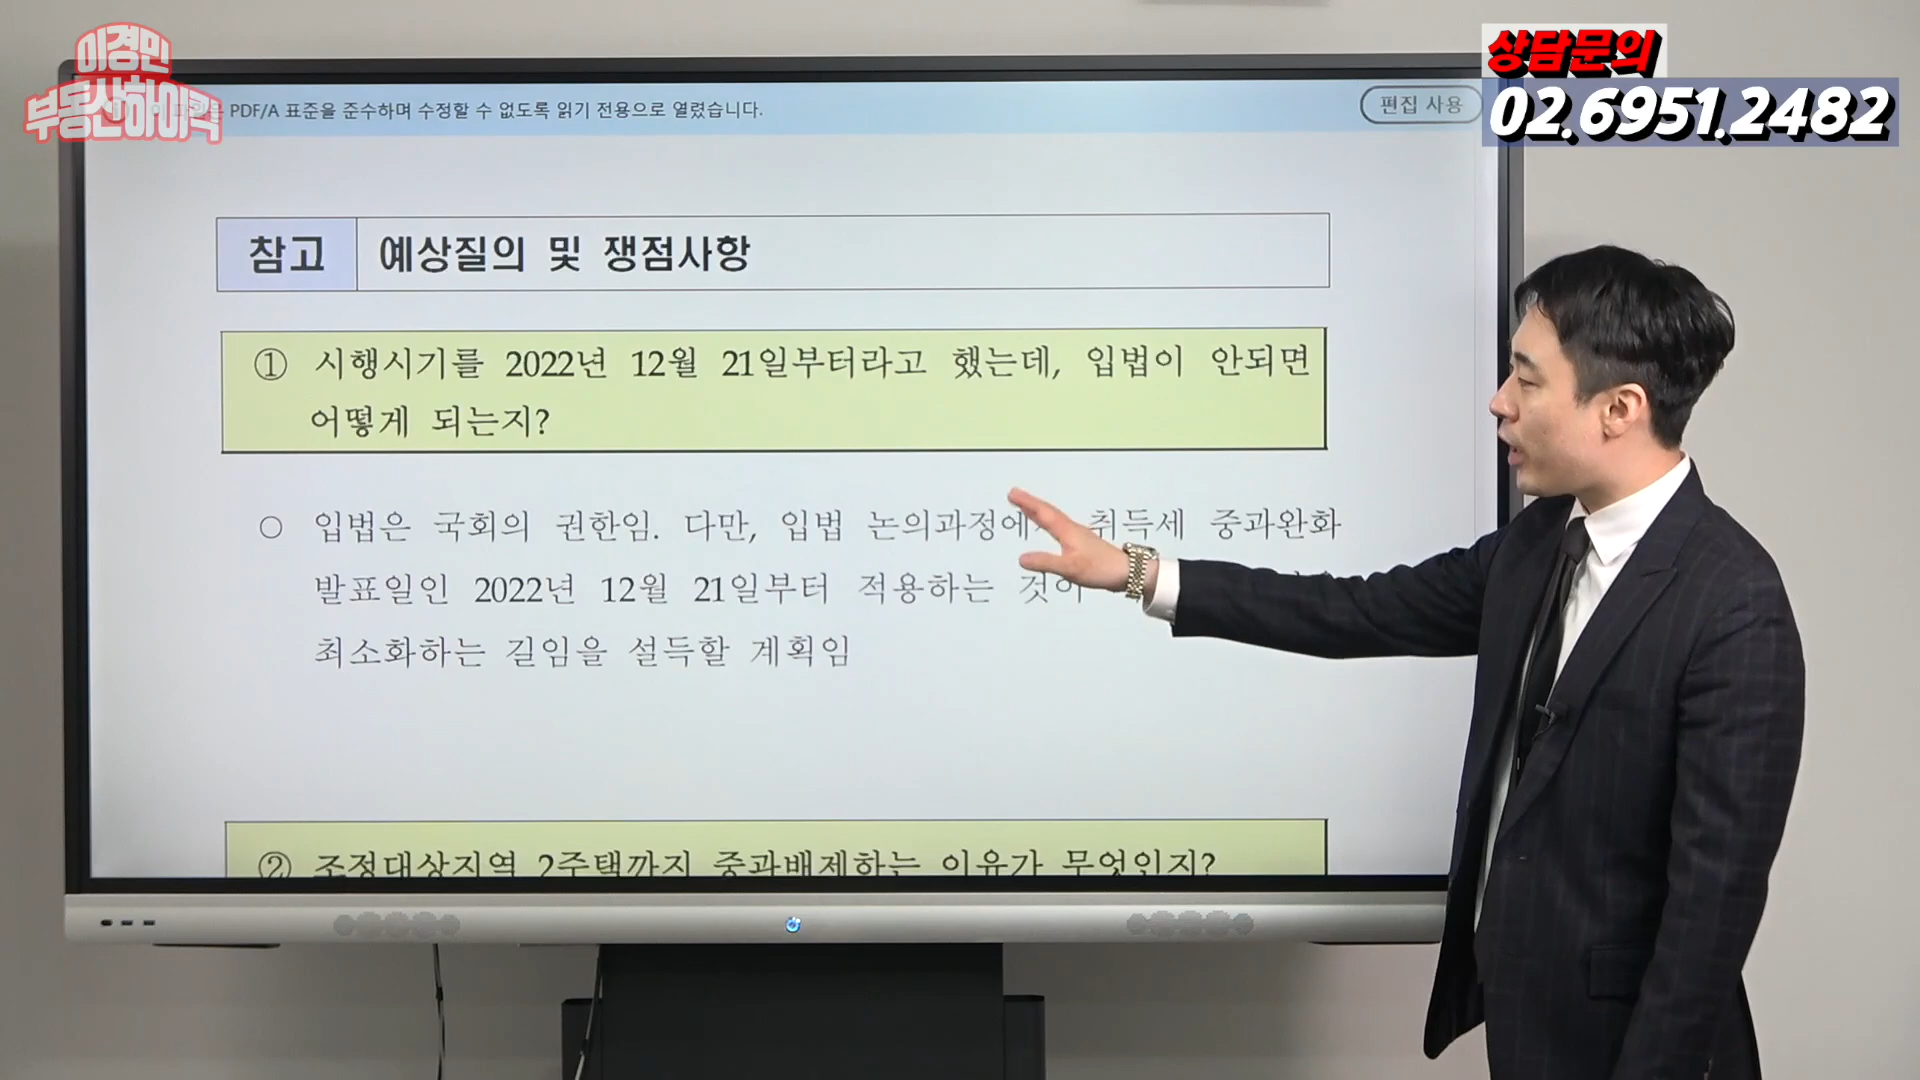 이경민
부동산하이킥
PDF/A 표준을 준수하며 수정할 수 없도록 읽기 전용으로 열렸습니다.
편집 사용
상담문의
02.6951.2482
참고 예상질의 및 쟁점사항
① 시행시기를 2022년 12월 21일부터라고 했는데, 입법이 안되면
어떻게 되는지?
○ 입법은 국회의 권한임. 다만, 입법 논의과정에서 취득세 중과완화
발표일인 2022년 12월 21일부터 적용하는 것이
최소화하는 길임을 설득할 계획임
② 조정대상지역 2주택까지 중과배제하는 이유가 무엇인지?